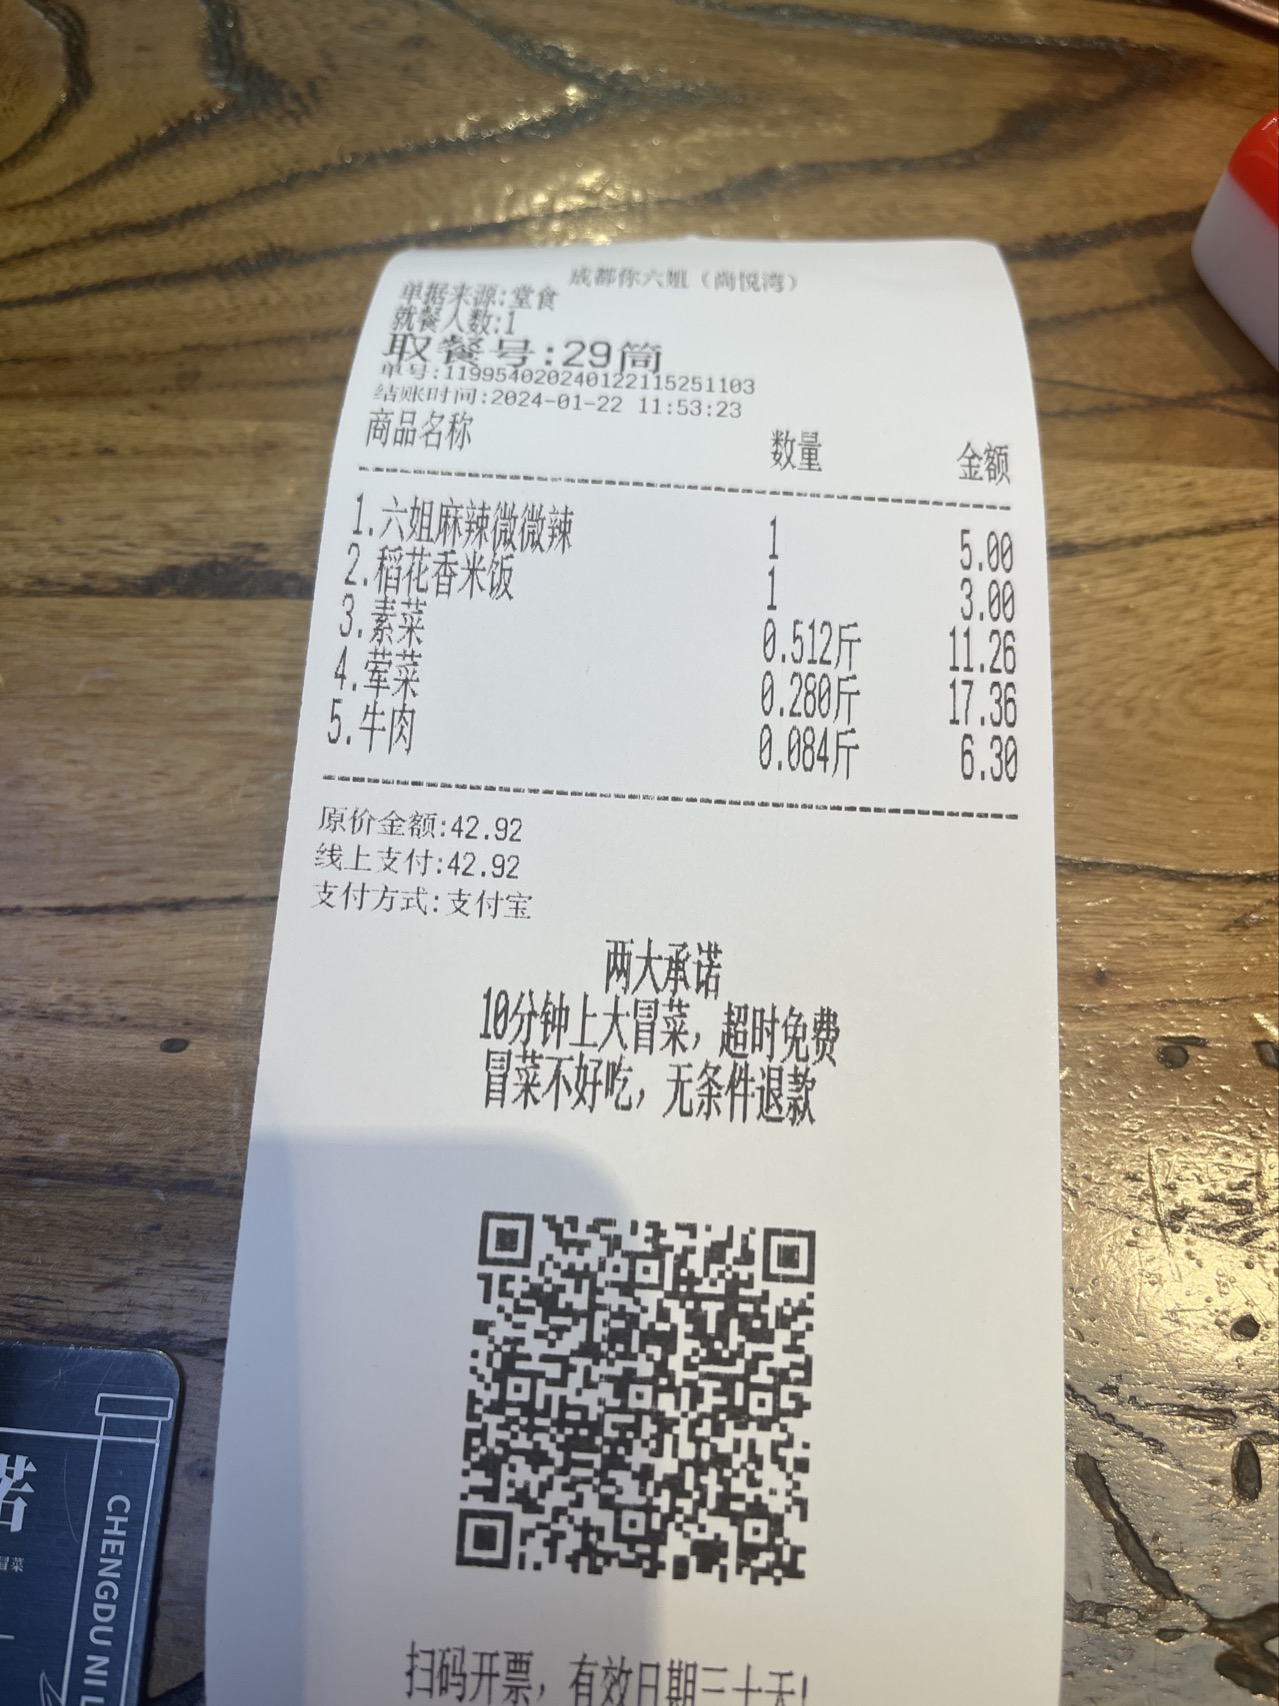 成都你六姐（尚悦湾）
单据来源:堂食
就餐人数:1
取餐号:29筒
单号:11995402024012211525​1103
结账时间:2024-01-22 11:53:23
商品名称 数量 金额
1.六姐麻辣微微辣 1 5.00
2.稻花香米饭 1 3.00
3.素菜 0.512斤 11.26
4.荤菜 0.280斤 17.36
5.牛肉 0.084斤 6.30
原价金额:42.92
线上支付:42.92
支付方式:支付宝
两大承诺
10分钟上大冒菜，超时免费
冒菜不好吃，无条件退款
扫码开票，有效日期三十天!
诺
冒菜
CHENGDU NI L